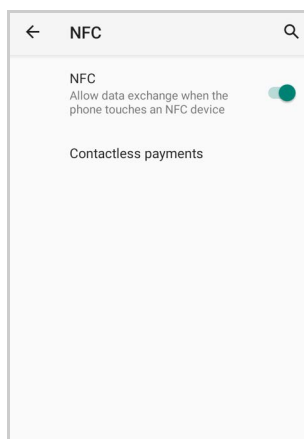 NFC
NFC
Allow data exchange when the
phone touches an NFC device
Contactless payments